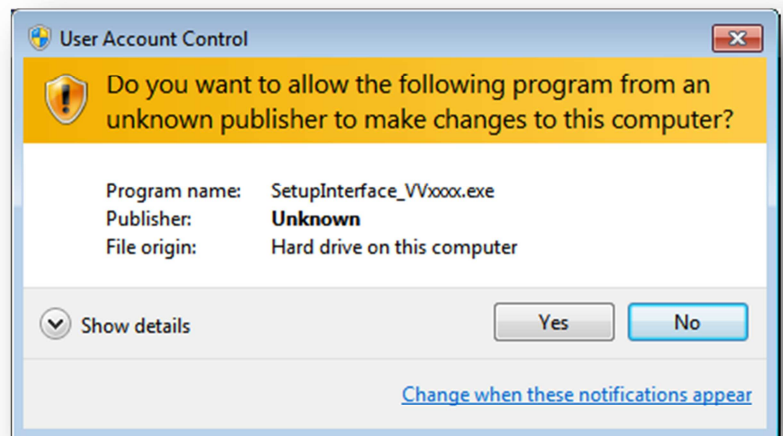 User Account Control
Do you want to allow the following program from an
unknown publisher to make changes to this computer?
Program name: SetupInterface_VVxxxx.exe
Publisher: Unknown
File origin: Hard drive on this computer
Show details
Yes
No
Change when these notifications appear